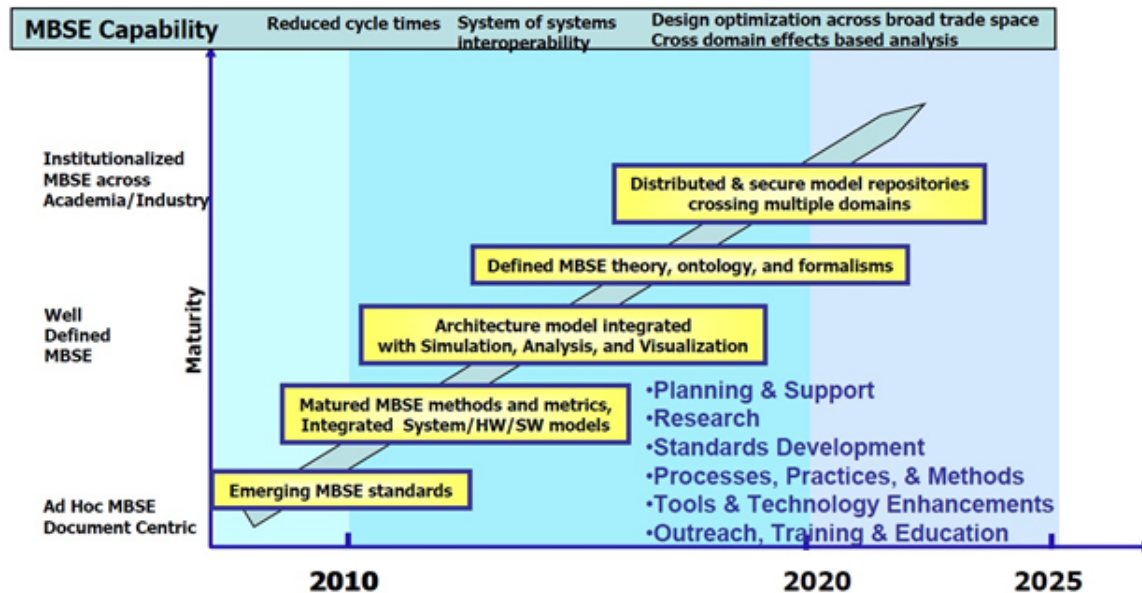 MBSE Capability
Reduced cycle times
System of systems
interoperability
Design optimization across broad trade space
Cross domain effects based analysis
Institutionalized
MBSE across
Academia/Industry
Well
Defined
MBSE
Ad Hoc MBSE
Document Centric
Maturity
Distributed & secure model repositories
crossing multiple domains
Defined MBSE theory, ontology, and formalisms
Architecture model integrated
with Simulation, Analysis, and Visualization
Matured MBSE methods and metrics,
Integrated System/HW/SW models
Emerging MBSE standards
•Planning & Support
•Research
•Standards Development
•Processes, Practices, & Methods
•Tools & Technology Enhancements
•Outreach, Training & Education
2010
2020
2025